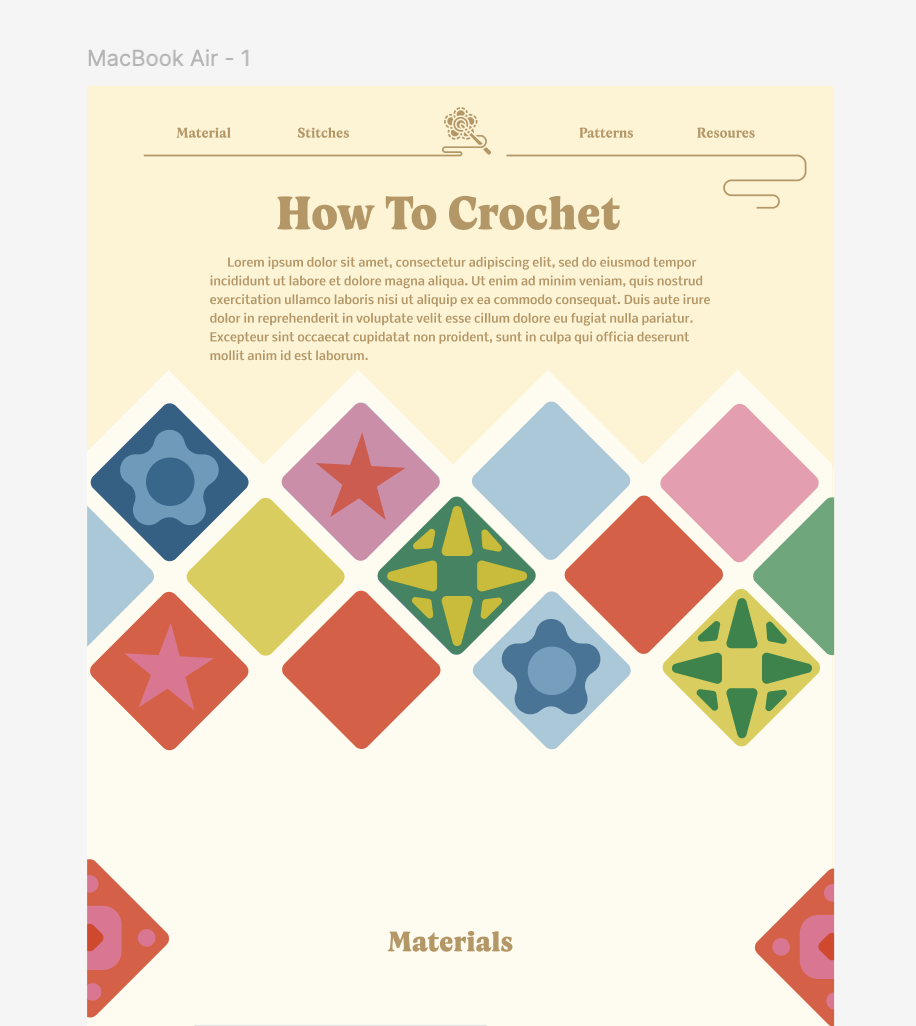 MacBook Air - 1
Material Stitches Patterns Resoures
How To Crochet
Lorem ipsum dolor sit amet, consectetur adipiscing elit, sed do eiusmod tempor
incididunt ut labore et dolore magna aliqua. Ut enim ad minim veniam, quis nostrud
exercitation ullamco laboris nisi ut aliquip ex ea commodo consequat. Duis aute irure
dolor in reprehenderit in voluptate velit esse cillum dolore eu fugiat nulla pariatur.
Excepteur sint occaecat cupidatat non proident, sunt in culpa qui officia deserunt
mollit anim id est laborum.
Materials